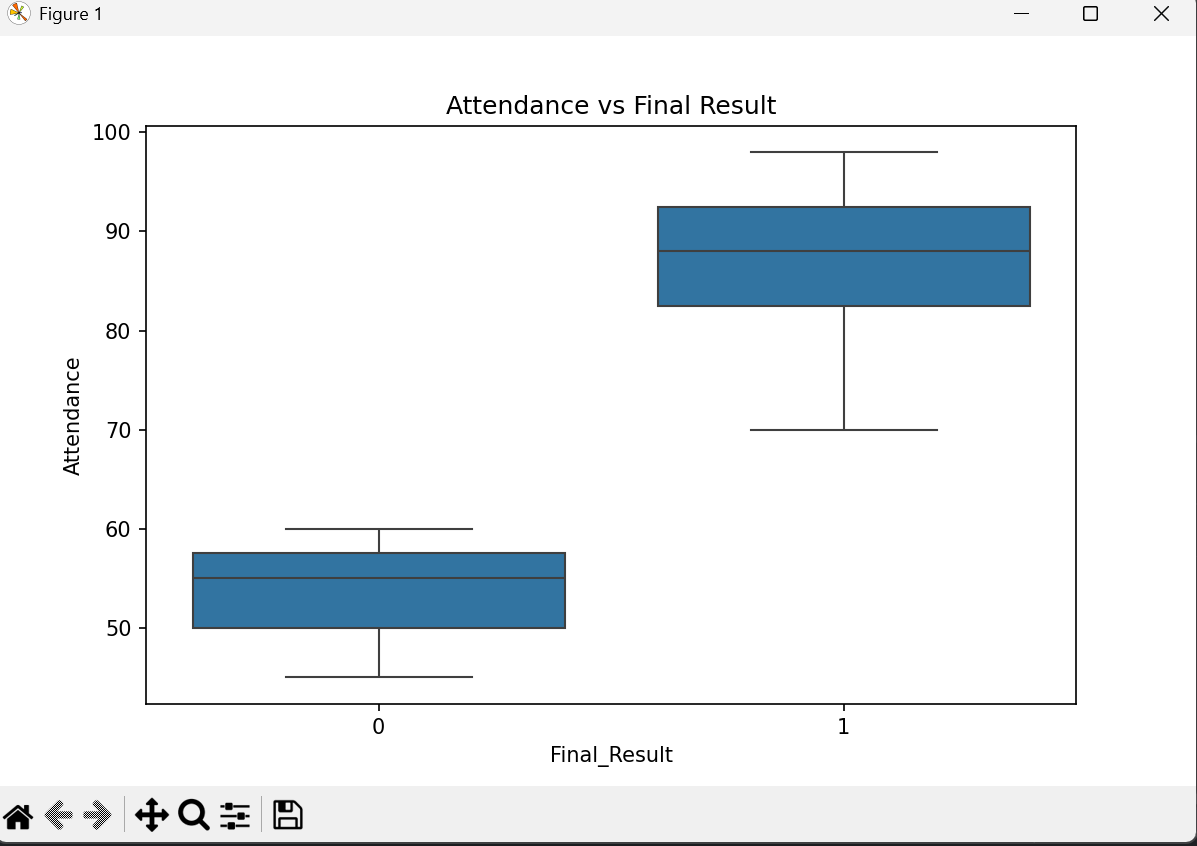 Figure 1
Attendance vs Final Result
100
90
80
70
60
50
Attendance
0
1
Final_Result